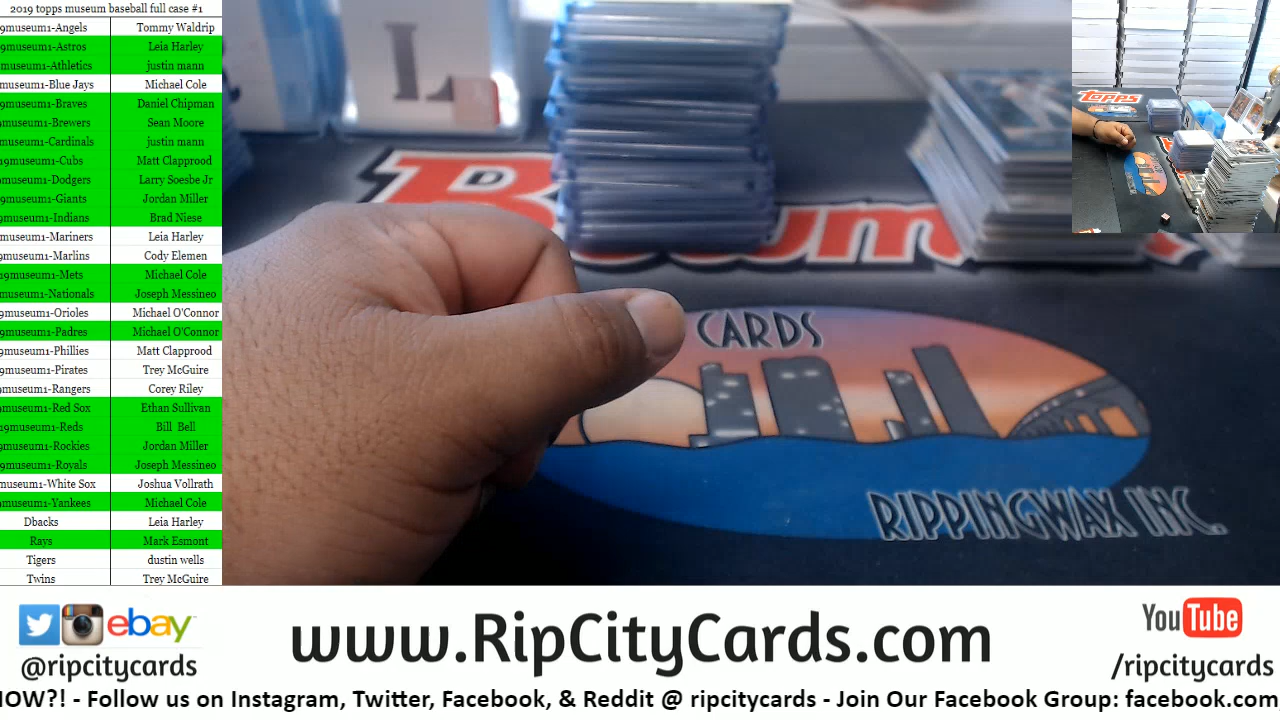 2019 topps museum baseball full case #1
9museum1-Angels Tommy Waldrip
9museum1-Astros Leia Harley
museum1-Athletics justin mann
museum1-Blue Jays Michael Cole
9museum1-Braves Daniel Chipman
9museum1-Brewers Sean Moore
museum1-Cardinals justin mann
19museum1-Cubs Matt Clapprood
9museum1-Dodgers Larry Soesbe Jr
9museum1-Giants Jordan Miller
9museum1-Indians Brad Niese
museum1-Mariners Leia Harley
9museum1-Marlins Cody Elemen
19museum1-Mets Michael Cole
museum1-Nationals Joseph Messineo
9museum1-Orioles Michael O'Connor
9museum1-Padres Michael O'Connor
9museum1-Phillies Matt Clapprood
9museum1-Pirates Trey McGuire
9museum1-Rangers Corey Riley
museum1-Red Sox Ethan Sullivan
19museum1-Reds Bill Bell
9museum1-Rockies Jordan Miller
9museum1-Royals Joseph Messineo
museum1-White Sox Joshua Vollrath
museum1-Yankees Michael Cole
Dbacks Leia Harley
Rays Mark Esmont
Tigers dustin wells
Twins Trey McGuire
L
CARDS
RIPPINGWAX INC.
TOPPS
ebay
@ripcitycards
www.RipCityCards.com
YouTube
/ripcitycards
NOW?! - Follow us on Instagram, Twitter, Facebook, & Reddit @ ripcitycards - Join Our Facebook Group: facebook.com